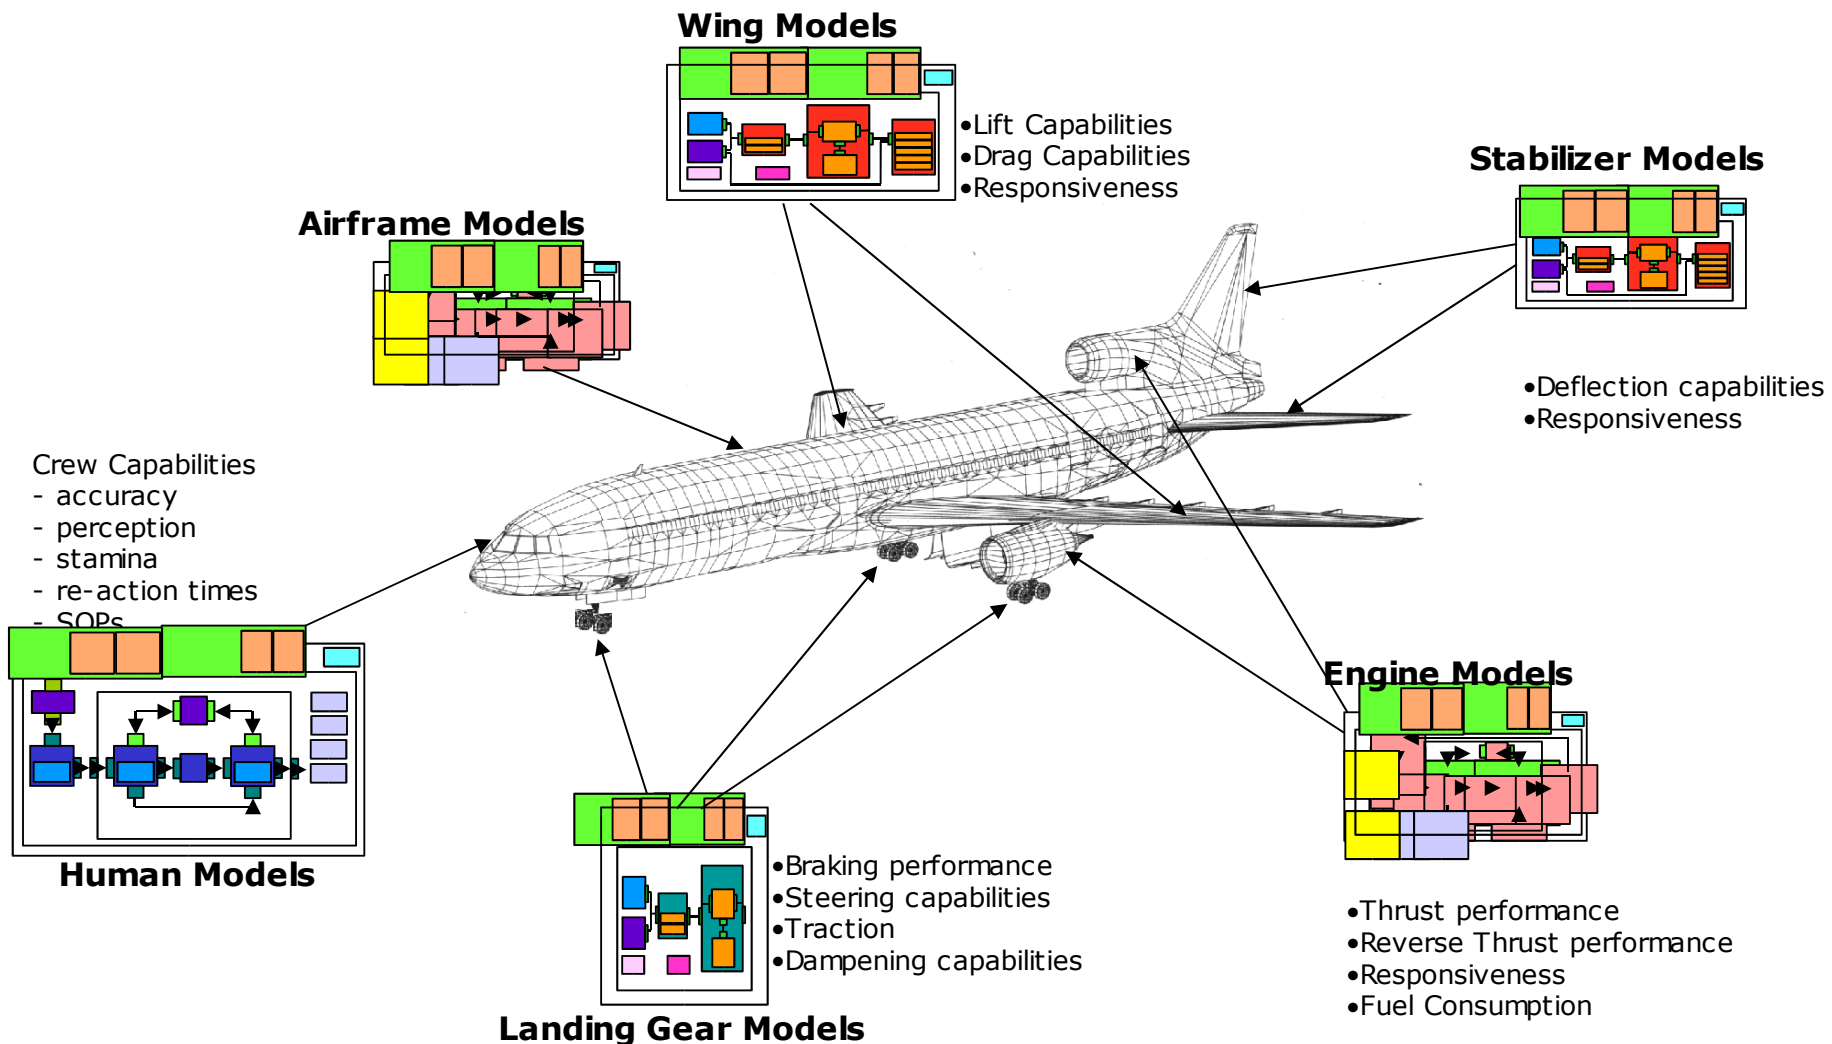 Wing Models
•Lift Capabilities
•Drag Capabilities
•Responsiveness
Stabilizer Models
•Deflection capabilities
•Responsiveness
Airframe Models
Crew Capabilities
- accuracy
- perception
- stamina
- re-action times
- SOPs
Human Models
•Braking performance
•Steering capabilities
•Traction
•Dampening capabilities
Landing Gear Models
Engine Models
•Thrust performance
•Reverse Thrust performance
•Responsiveness
•Fuel Consumption